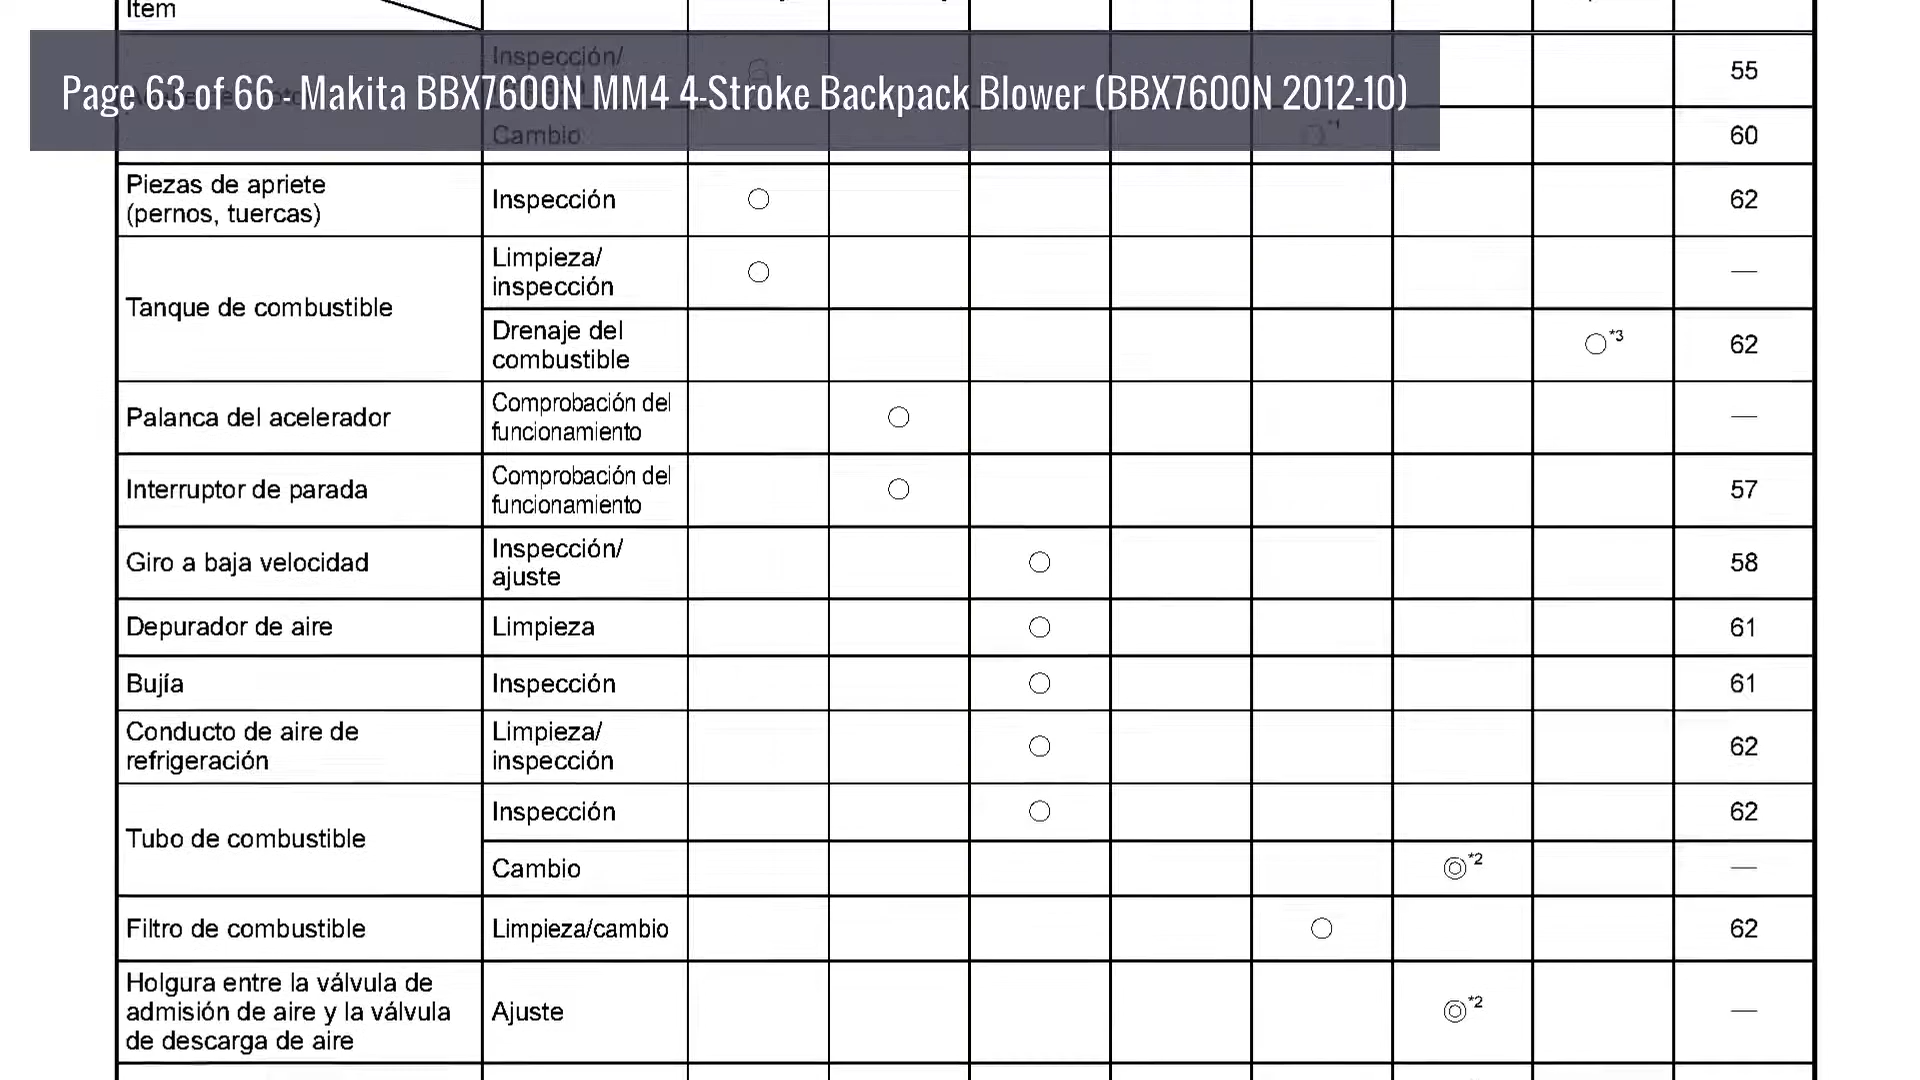 Item
Page 63 of 66 - Makita BBX7600N MM4 4-Stroke Backpack Blower (BBX7600N 2012-10)
Inspección/
55
Cambio
*1
60
Piezas de apriete
(pernos, tuercas)
Inspección
62
Tanque de combustible
Limpieza/
inspección
—
Drenaje del
combustible
*3
62
Palanca del acelerador
Comprobación del
funcionamiento
—
Interruptor de parada
Comprobación del
funcionamiento
57
Giro a baja velocidad
Inspección/
ajuste
58
Depurador de aire
Limpieza
61
Bujía
Inspección
61
Conducto de aire de
refrigeración
Limpieza/
inspección
62
Tubo de combustible
Inspección
62
Cambio
*2
—
Filtro de combustible
Limpieza/cambio
62
Holgura entre la válvula de
admisión de aire y la válvula
de descarga de aire
Ajuste
*2
—